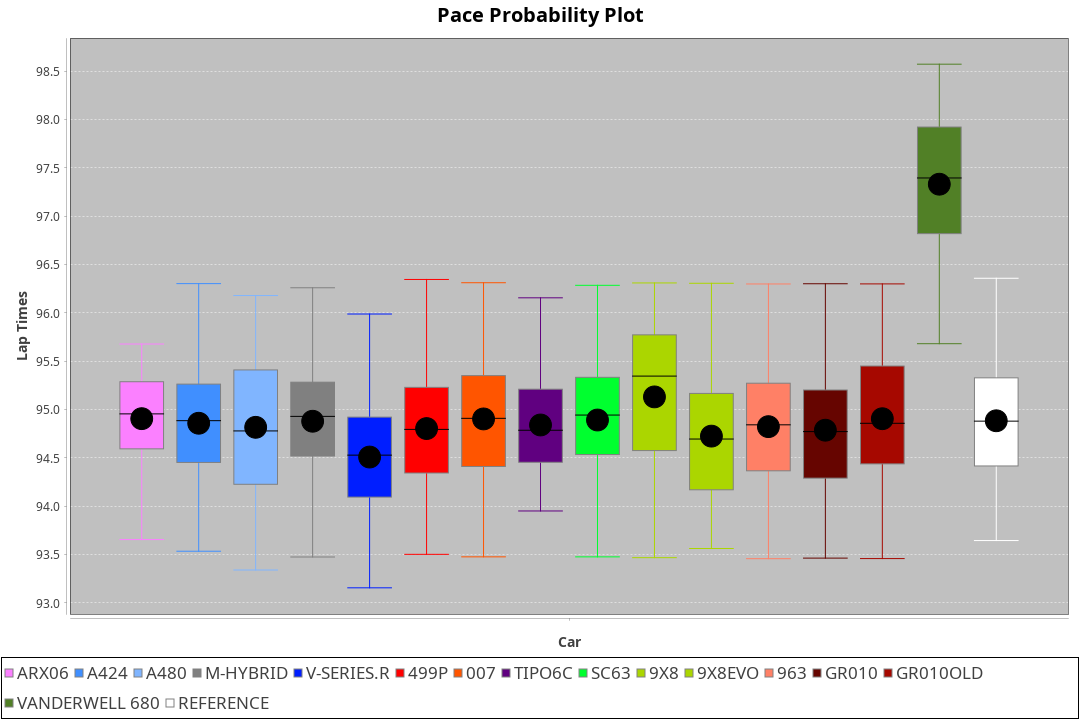 Pace Probability Plot
Lap Times
98.5
98.0
97.5
97.0
96.5
96.0
95.5
95.0
94.5
94.0
93.5
93.0
Car
ARX06 A424 A480 M-HYBRID V-SERIES.R 499P 007 TIPO6C SC63 9X8 9X8EVO 963 GR010 GR010OLD
VANDERWELL 680 REFERENCE